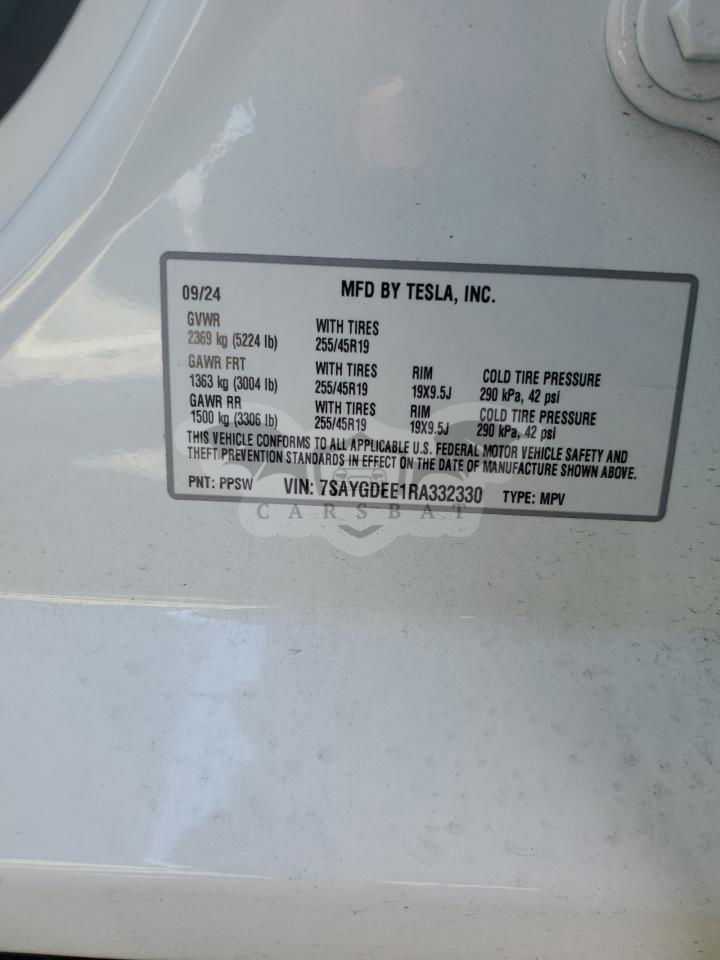 09/24 MFD BY TESLA, INC.
GVWR
2369 kg (5224 lb)
WITH TIRES
255/45R19
GAWR FRT
1363 kg (3004 lb)
WITH TIRES
255/45R19
RIM
19X9.5J
COLD TIRE PRESSURE
290 kPa, 42 psi
GAWR RR
1500 kg (3306 lb)
WITH TIRES
255/45R19
RIM
19X9.5J
COLD TIRE PRESSURE
290 kPa, 42 psi
THIS VEHICLE CONFORMS TO ALL APPLICABLE U.S. FEDERAL MOTOR VEHICLE SAFETY AND
THEFT PREVENTION STANDARDS IN EFFECT ON THE DATE OF MANUFACTURE SHOWN ABOVE.
PNT: PPSW VIN: 7SAYGDEE1RA332330 TYPE: MPV
CARSBAT